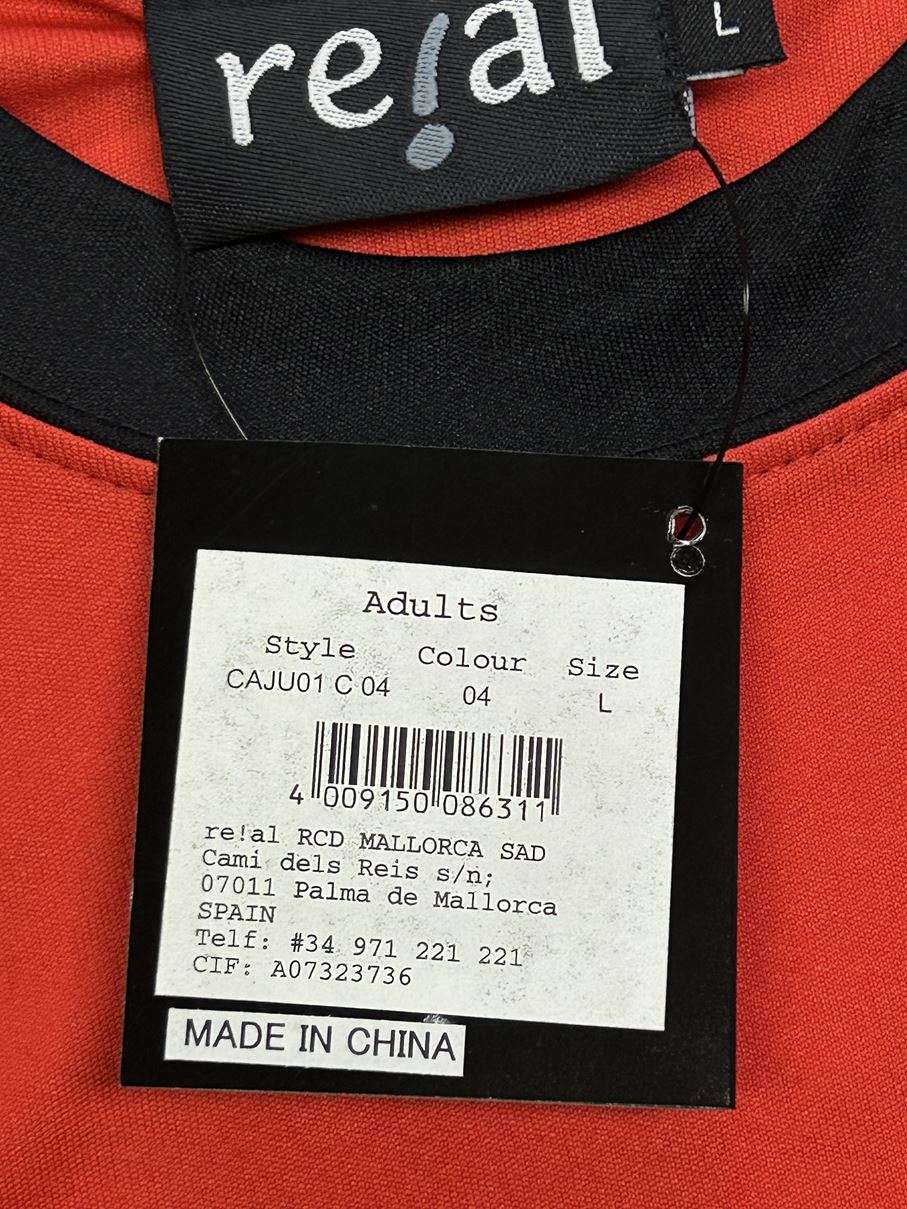 re!al
L
Adults
Style Colour Size
CAJU01 C 04 04 L
4 009150 086311
re!al RCD MALLORCA SAD
Cami dels Reis s/n;
07011 Palma de Mallorca
SPAIN
Telf: #34 971 221 221
CIF: A07323736
MADE IN CHINA